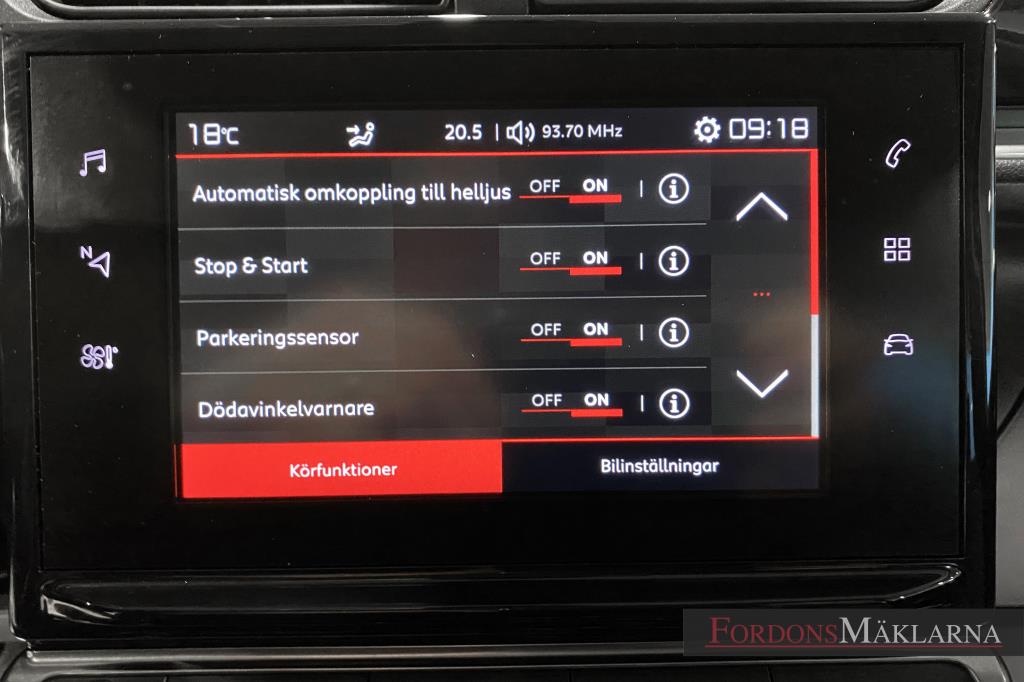 18°C 20.5 | 93.70 MHz 09:18
Automatisk omkoppling till helljus OFF ON | i
Stop & Start OFF ON | i
Parkeringssensor OFF ON | i
Dödavinkelvarnare OFF ON | i
Körfunktioner Bilinställningar
N
FORDONSMÄKLARNA